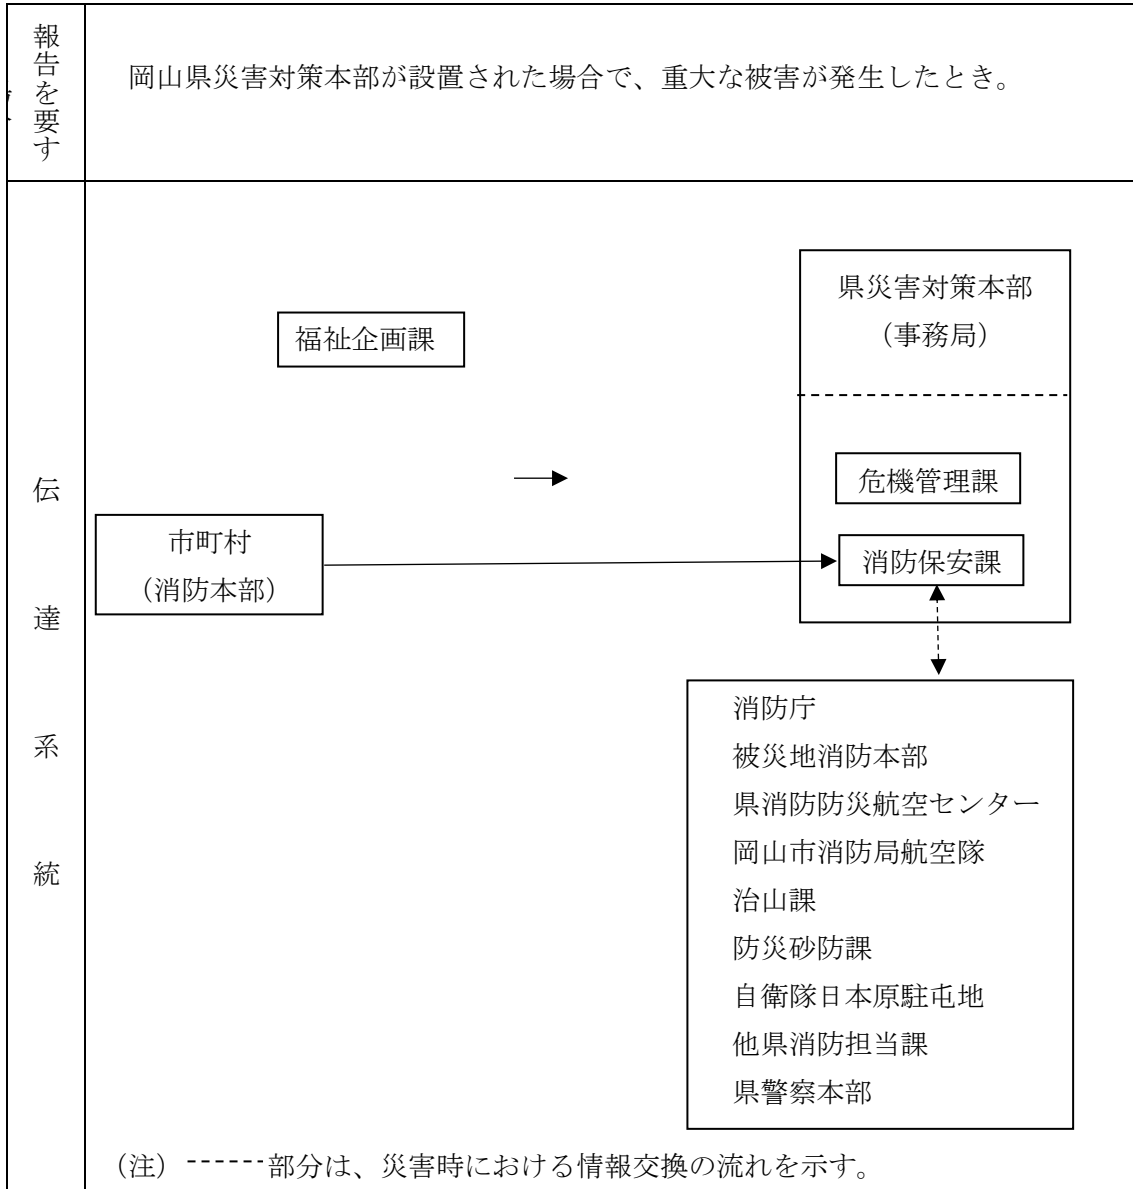 報告を要す
岡山県災害対策本部が設置された場合で、重大な被害が発生したとき。
伝達系統
福祉企画課
県災害対策本部
（事務局）
危機管理課
消防保安課
市町村
（消防本部）
消防庁
被災地消防本部
県消防防災航空センター
岡山市消防局航空隊
治山課
防災砂防課
自衛隊日本原駐屯地
他県消防担当課
県警察本部
（注）------部分は、災害時における情報交換の流れを示す。